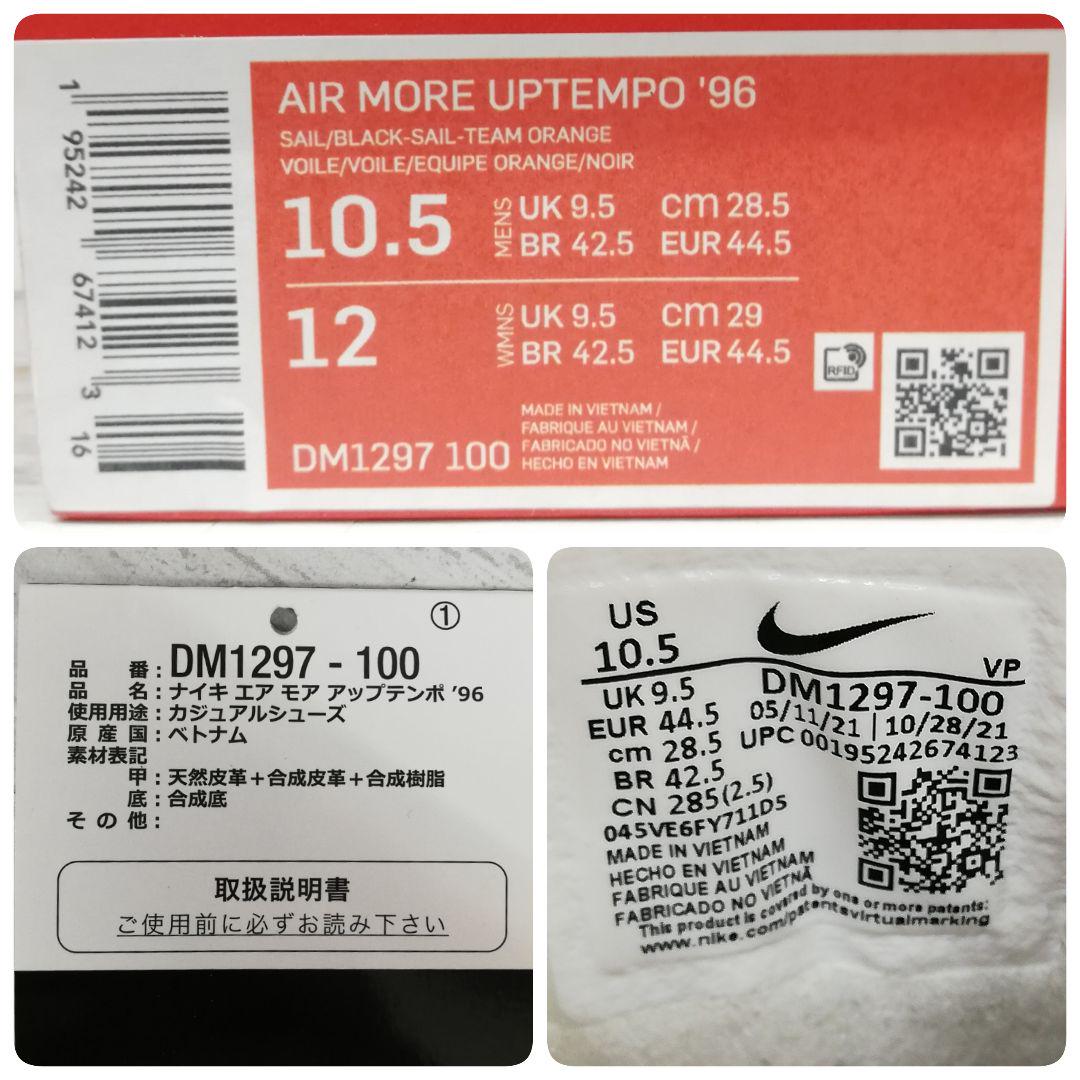 AIR MORE UPTEMPO '96
SAIL/BLACK-SAIL-TEAM ORANGE
VOILE/VOILE/EQUIPE ORANGE/NOIR
10.5 MENS UK 9.5 cm 28.5
BR 42.5 EUR 44.5
12 WMNS UK 9.5 cm 29
BR 42.5 EUR 44.5
RFID
MADE IN VIETNAM /
FABRIQUE AU VIETNAM /
FABRICADO NO VIETNÃ /
HECHO EN VIETNAM
DM1297 100
1 95242 67412 3 16
①
品 番 : DM1297 - 100
品 名 : ナイキ エア モア アップテンポ ’96
使用用途 : カジュアルシューズ
原 産 国 : ベトナム
素材表記
甲 : 天然皮革＋合成皮革＋合成樹脂
底 : 合成底
そ の 他 :
取扱説明書
ご使用前に必ずお読み下さい
US
10.5
VP
UK 9.5 DM1297-100
EUR 44.5 05/11/21 | 10/28/21
cm 28.5 UPC 00195242674123
BR 42.5
CN 285(2.5)
045VE6FY711DS
MADE IN VIETNAM
HECHO EN VIETNAM
FABRIQUE AU VIETNAM
FABRICADO NO VIETNÃ
This product is covered by one or more patents:
www.nike.com/patentsvirtualmarking